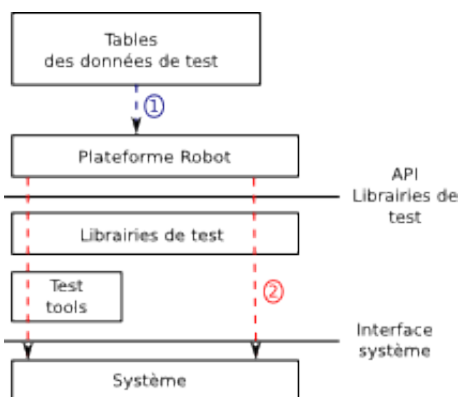 Tables
des données de test
①
Plateforme Robot
API
Librairies de
test
Librairies de test
Test
tools
②
Interface
système
Système